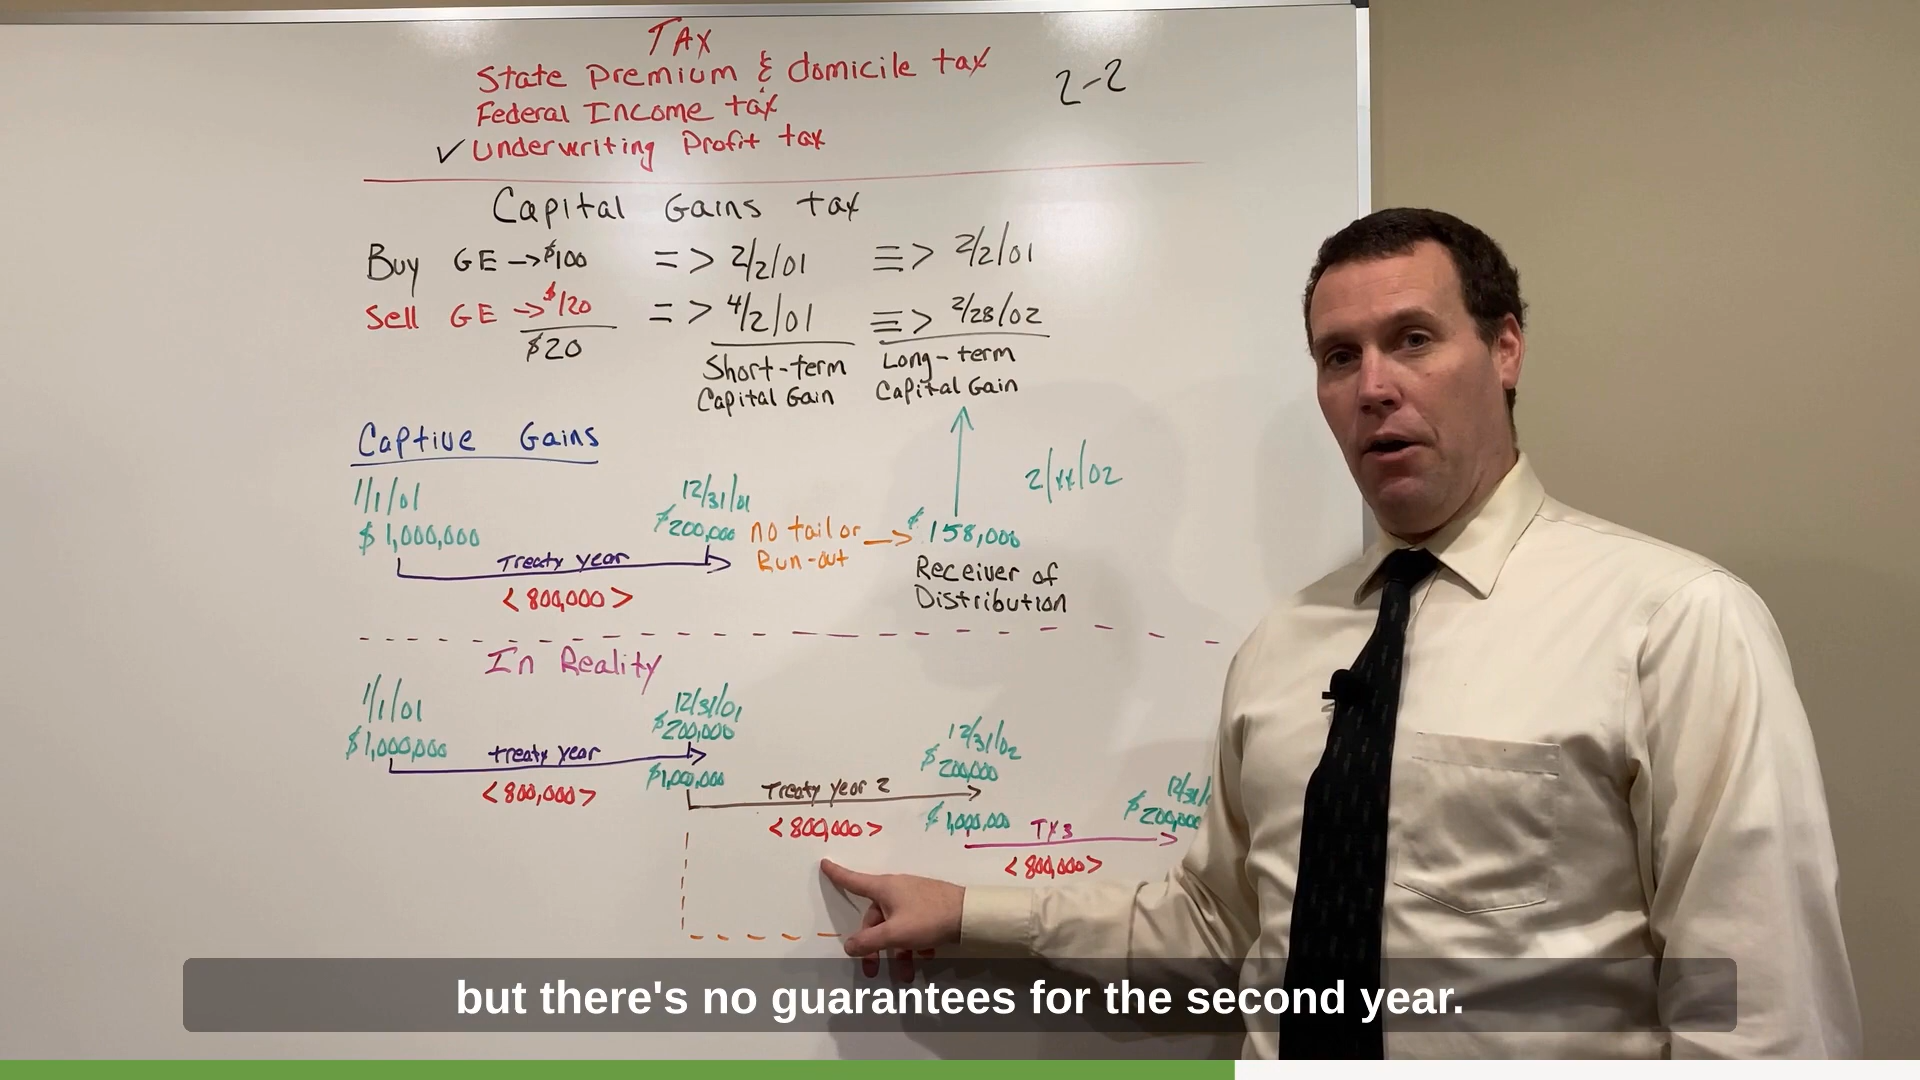 TAX
State Premium & domicile tax
2-2
Federal Income tax
✓ Underwriting Profit tax
Capital Gains tax
Buy GE → $100 => 2/2/01 ≡> 2/2/01
Sell GE → $120 => 4/2/01 ≡> 2/28/02
$20
Short-term Long-term
Capital Gain Capital Gain
Captive Gains
1/1/01 12/31/01 2/xx/02
$1,000,000 $200,000 no tail or → $158,000
Treaty year Run-out Receiver of
<800,000> Distribution
In Reality
1/1/01 12/31/01
$1,000,000 $200,000 12/31/02
treaty year $1,000,000 $200,000
<800,000> Treaty year 2 $200,000
<800,000> $1,000,000 TY3
<800,000>
but there's no guarantees for the second year.